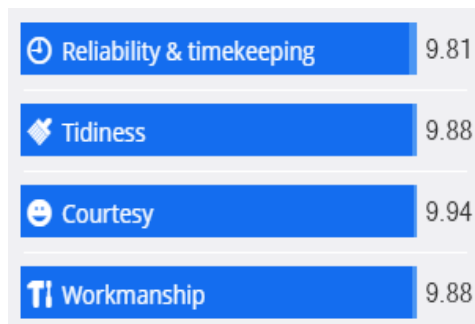 Reliability & timekeeping 9.81
Tidiness 9.88
Courtesy 9.94
Workmanship 9.88